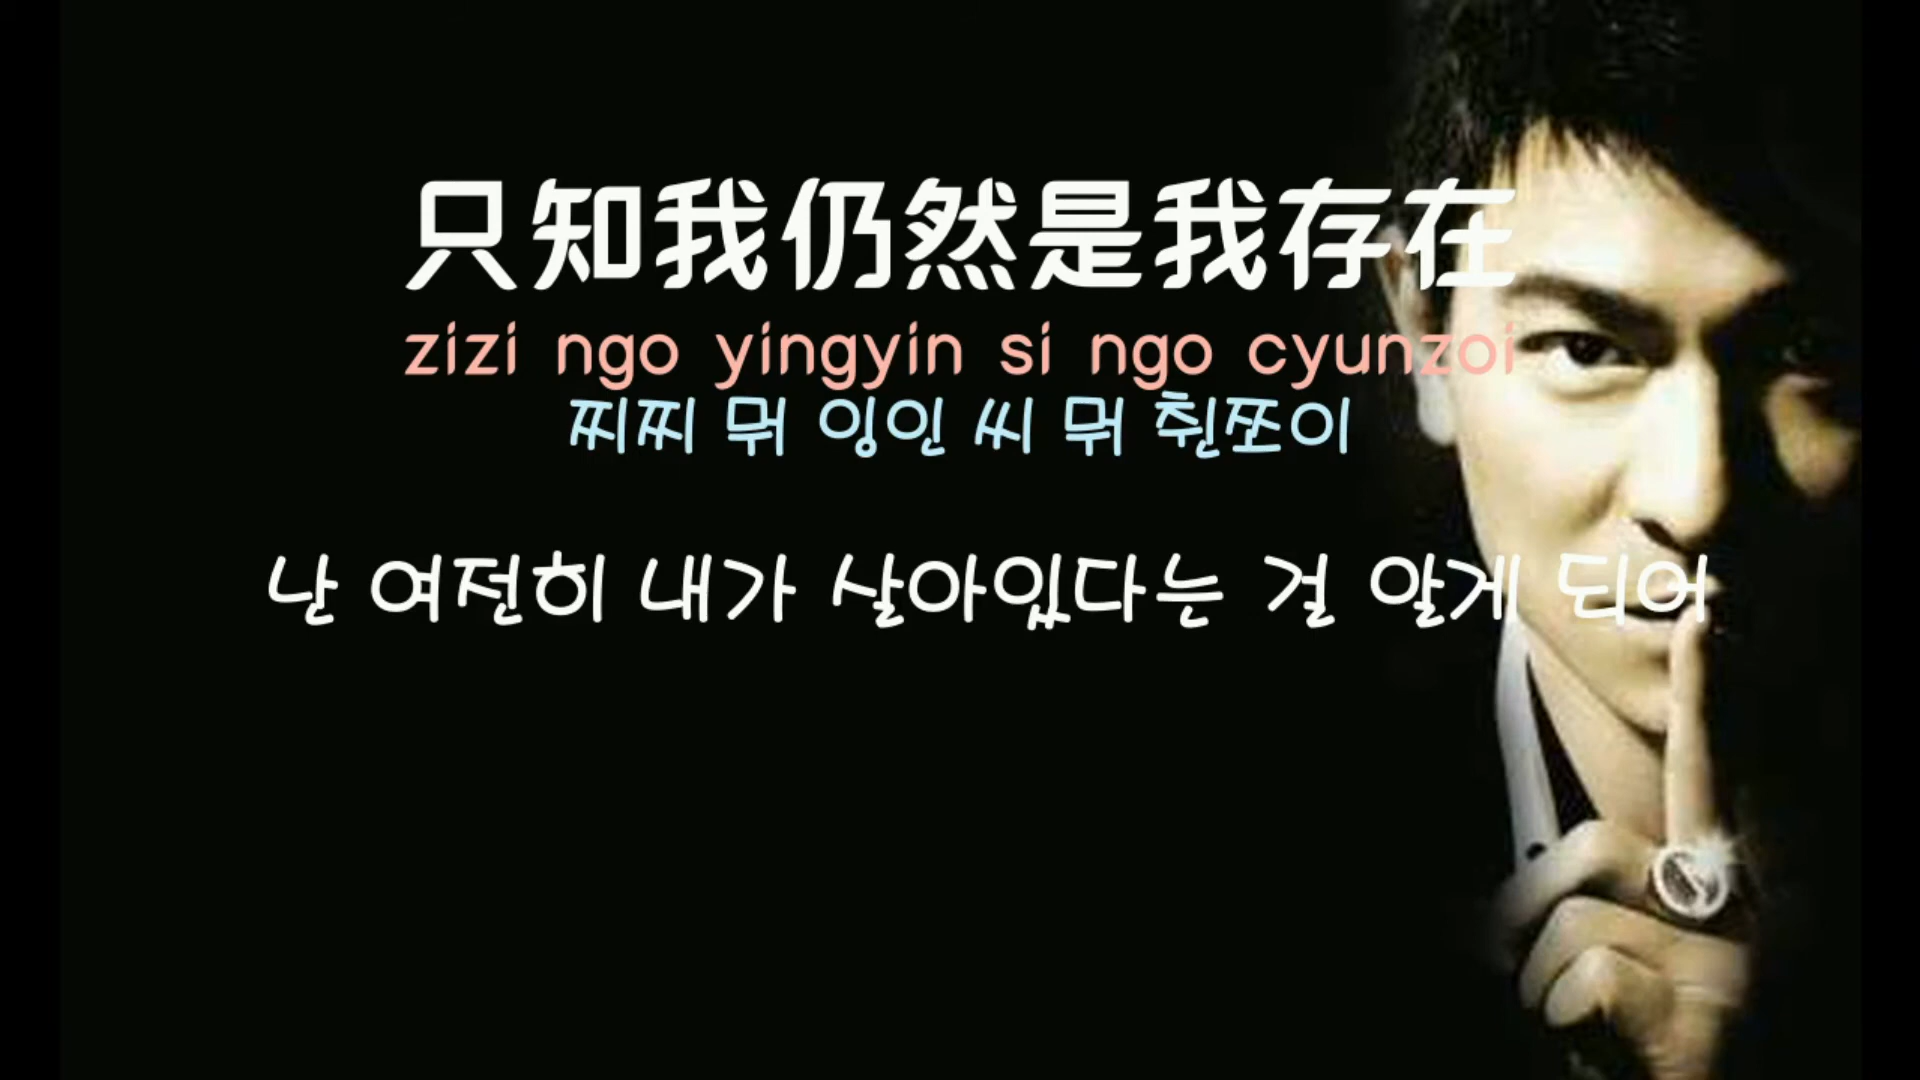 只知我仍然是我存在
zizi ngo yingyin si ngo cyunzoi
찌찌 뭐 잉인 씨 뭐 췬쪼이
난 여전히 내가 살아있다는 걸 알게 되어